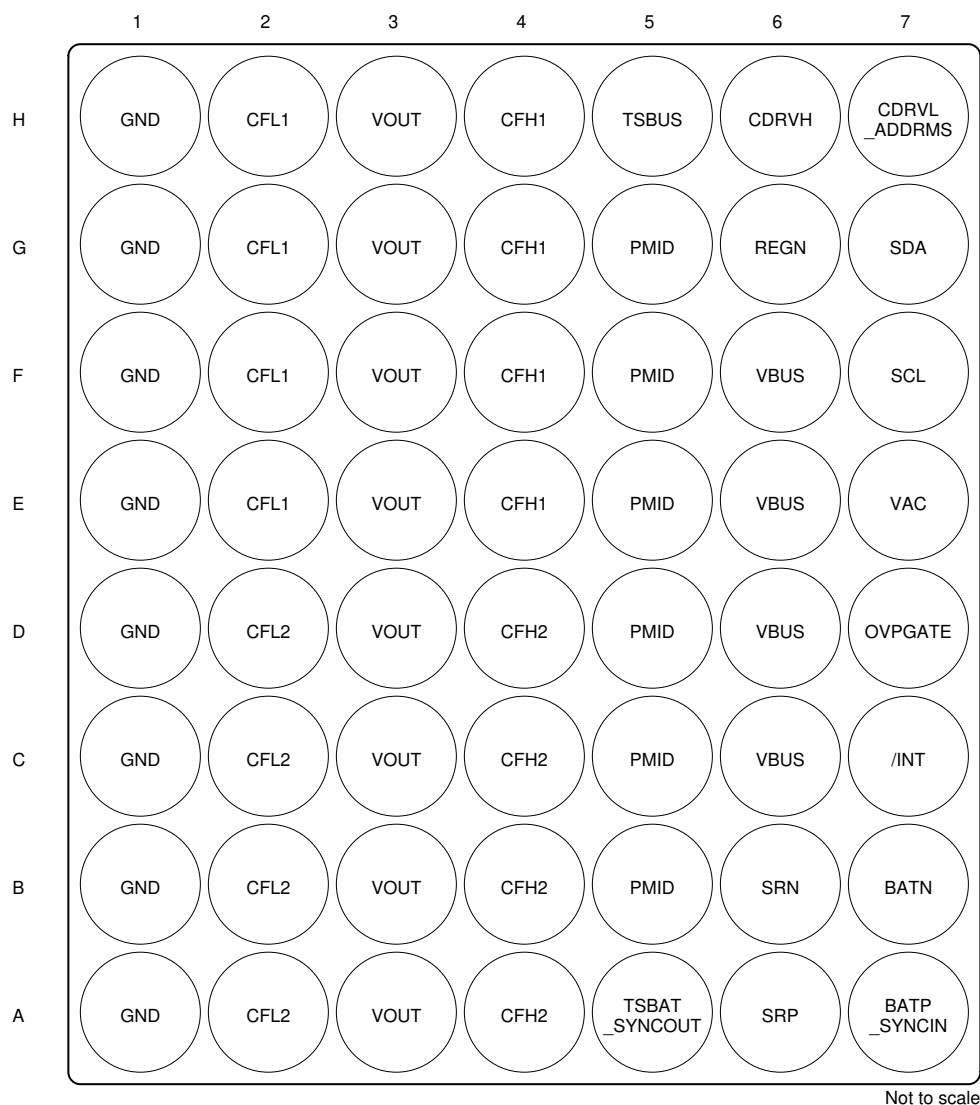 1 2 3 4 5 6 7
H GND CFL1 VOUT CFH1 TSBUS CDRVH CDRVL
_ADDRMS
G GND CFL1 VOUT CFH1 PMID REGN SDA
F GND CFL1 VOUT CFH1 PMID VBUS SCL
E GND CFL1 VOUT CFH1 PMID VBUS VAC
D GND CFL2 VOUT CFH2 PMID VBUS OVPGATE
C GND CFL2 VOUT CFH2 PMID VBUS /INT
B GND CFL2 VOUT CFH2 PMID SRN BATN
A GND CFL2 VOUT CFH2 TSBAT
_SYNCOUT SRP BATP
_SYNCIN
Not to scale